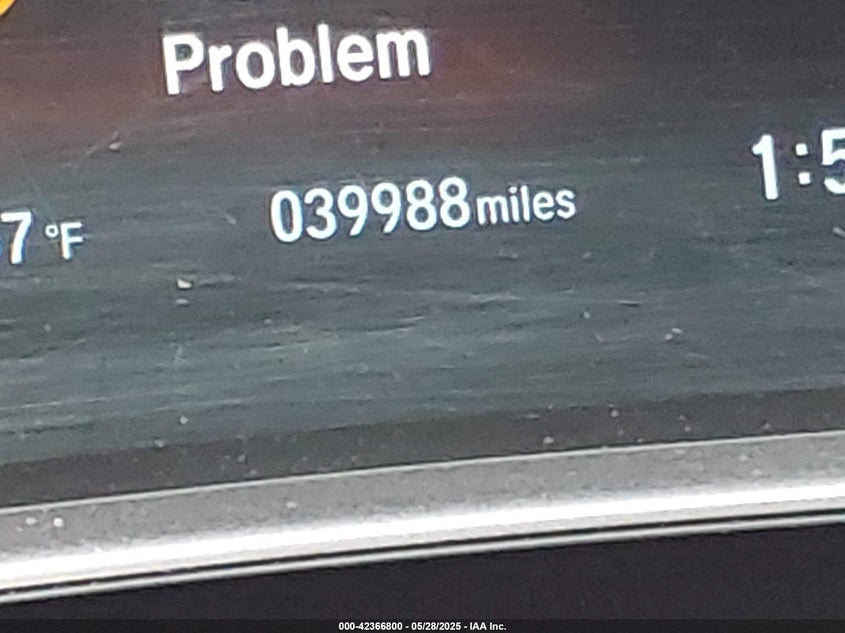 Problem
1:5
039988 miles
7 °F
000-42366800 - 05/28/2025 - IAA Inc.